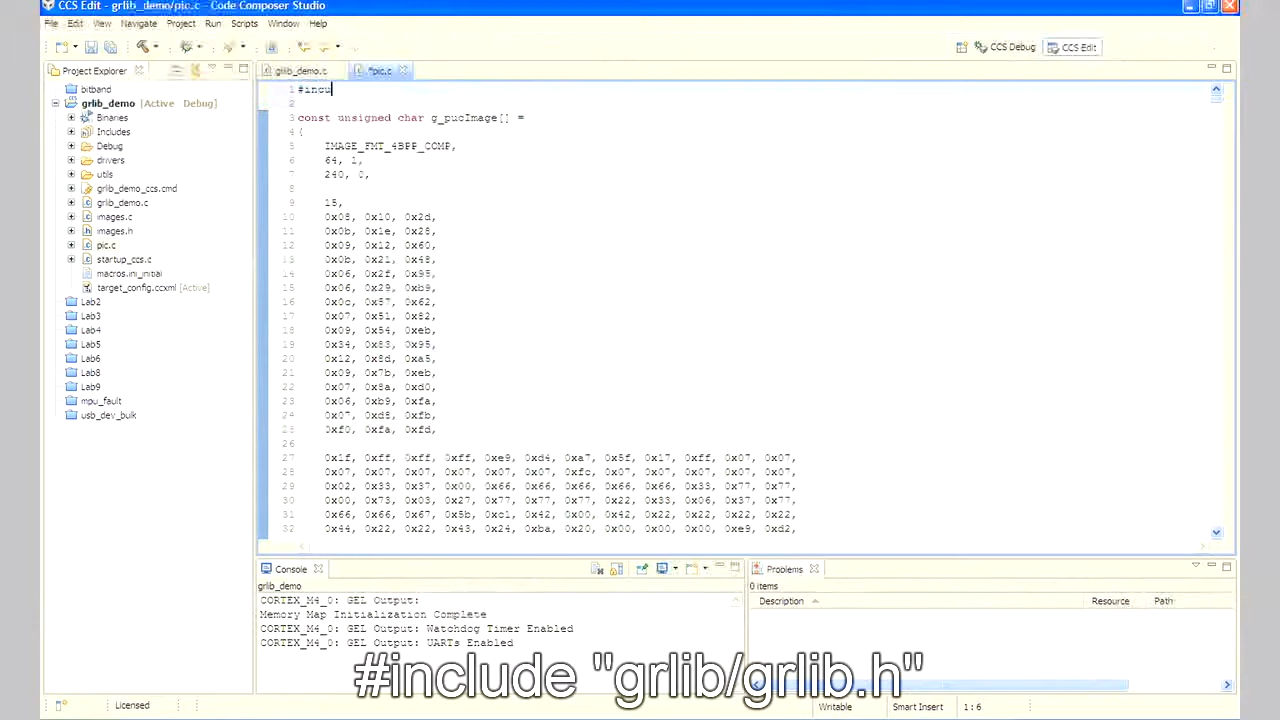 CCS Edit - grlib_demo/pic.c - Code Composer Studio
File Edit View Navigate Project Run Scripts Window Help
CCS Debug CCS Edit
Project Explorer
grlib_demo.c
*pic.c
bitband
grlib_demo [Active - Debug]
Binaries
Includes
Debug
drivers
utils
grlib_demo_ccs.cmd
grlib_demo.c
images.c
images.h
pic.c
startup_ccs.c
macros.ini_initial
target_config.ccxml [Active]
Lab2
Lab3
Lab4
Lab5
Lab6
Lab8
Lab9
mpu_fault
usb_dev_bulk
1 #incu
2
3 const unsigned char g_pucImage[] =
4 {
5 IMAGE_FMT_4BPP_COMP,
6 64, 1,
7 240, 0,
8
9 15,
10 0x08, 0x10, 0x2d,
11 0x0b, 0x1e, 0x28,
12 0x09, 0x12, 0x60,
13 0x0b, 0x21, 0x48,
14 0x06, 0x2f, 0x95,
15 0x06, 0x29, 0xb9,
16 0x0c, 0x57, 0x62,
17 0x07, 0x51, 0x82,
18 0x09, 0x54, 0xeb,
19 0x34, 0x83, 0x95,
20 0x12, 0x8d, 0xa5,
21 0x09, 0x7b, 0xeb,
22 0x07, 0x8a, 0xd0,
23 0x06, 0xb9, 0xfa,
24 0x07, 0xd8, 0xfb,
25 0xf0, 0xfa, 0xfd,
26
27 0x1f, 0xff, 0xff, 0xff, 0xe9, 0xd4, 0xa7, 0x5f, 0x17, 0xff, 0x07, 0x07,
28 0x07, 0x07, 0x07, 0x07, 0x07, 0x07, 0xfc, 0x07, 0x07, 0x07, 0x07, 0x07,
29 0x02, 0x33, 0x37, 0x00, 0x66, 0x66, 0x66, 0x66, 0x66, 0x33, 0x77, 0x77,
30 0x00, 0x73, 0x03, 0x27, 0x77, 0x77, 0x77, 0x22, 0x33, 0x06, 0x37, 0x77,
31 0x66, 0x66, 0x67, 0x5b, 0xc1, 0x42, 0x00, 0x42, 0x22, 0x22, 0x22, 0x22,
32 0x44, 0x22, 0x22, 0x43, 0x24, 0xba, 0x20, 0x00, 0x00, 0x00, 0xe9, 0xd2,
Console
grlib_demo
CORTEX_M4_0: GEL Output:
Memory Map Initialization Complete
CORTEX_M4_0: GEL Output: Watchdog Timer Enabled
CORTEX_M4_0: GEL Output: UARTs Enabled
Problems
0 items
Description Resource Path
#include "grlib/grlib.h"
Licensed Writable Smart Insert 1:6